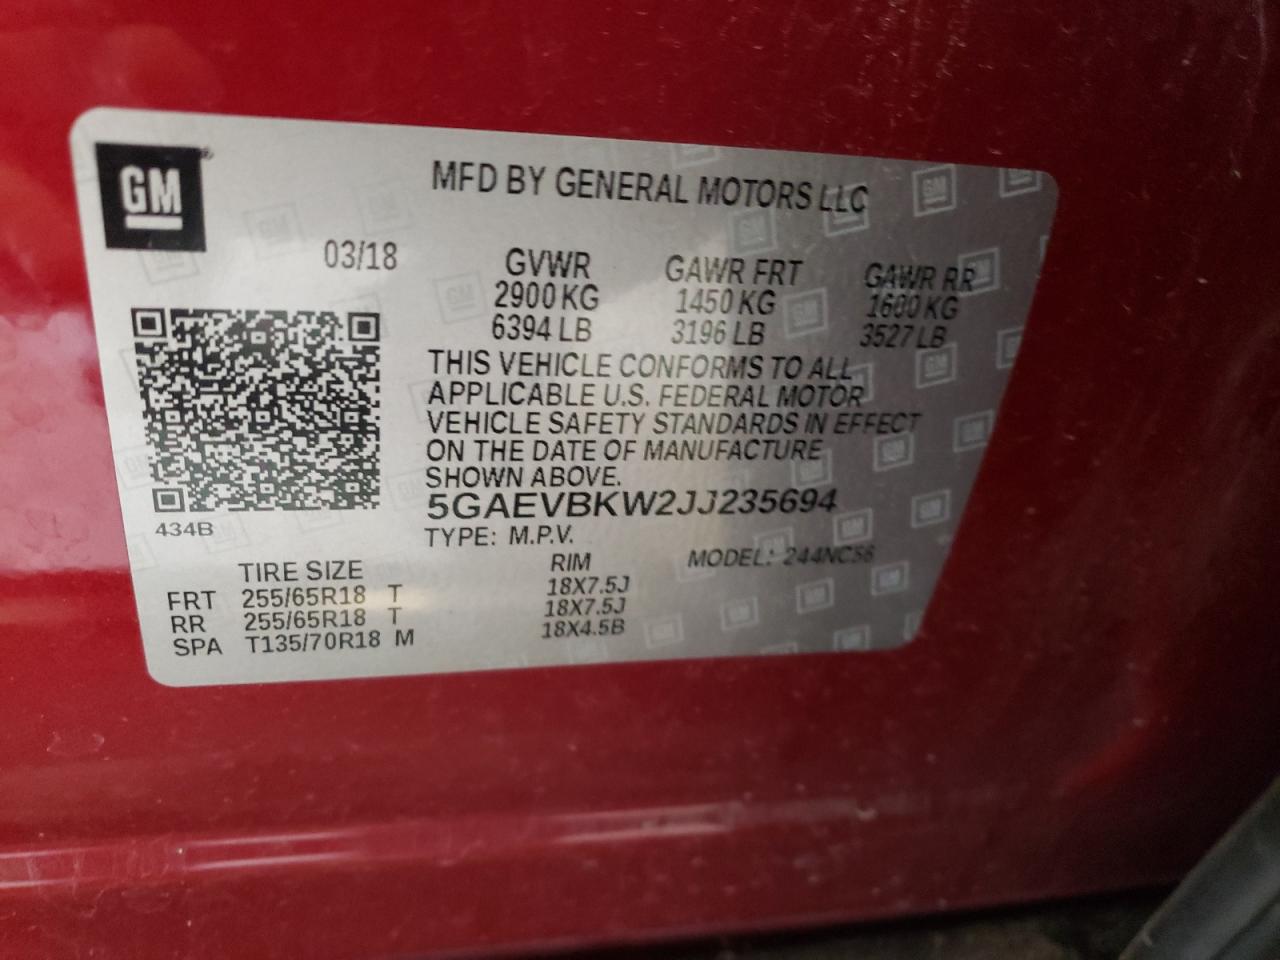 GM
MFD BY GENERAL MOTORS LLC
03/18
GVWR GAWR FRT GAWR RR
2900 KG 1450 KG 1600 KG
6394 LB 3196 LB 3527 LB
THIS VEHICLE CONFORMS TO ALL
APPLICABLE U.S. FEDERAL MOTOR
VEHICLE SAFETY STANDARDS IN EFFECT
ON THE DATE OF MANUFACTURE
SHOWN ABOVE.
5GAEVBKW2JJ235694
434B
TYPE: M.P.V. MODEL: 244NC56
TIRE SIZE RIM
FRT 255/65R18 T 18X7.5J
RR 255/65R18 T 18X7.5J
SPA T135/70R18 M 18X4.5B